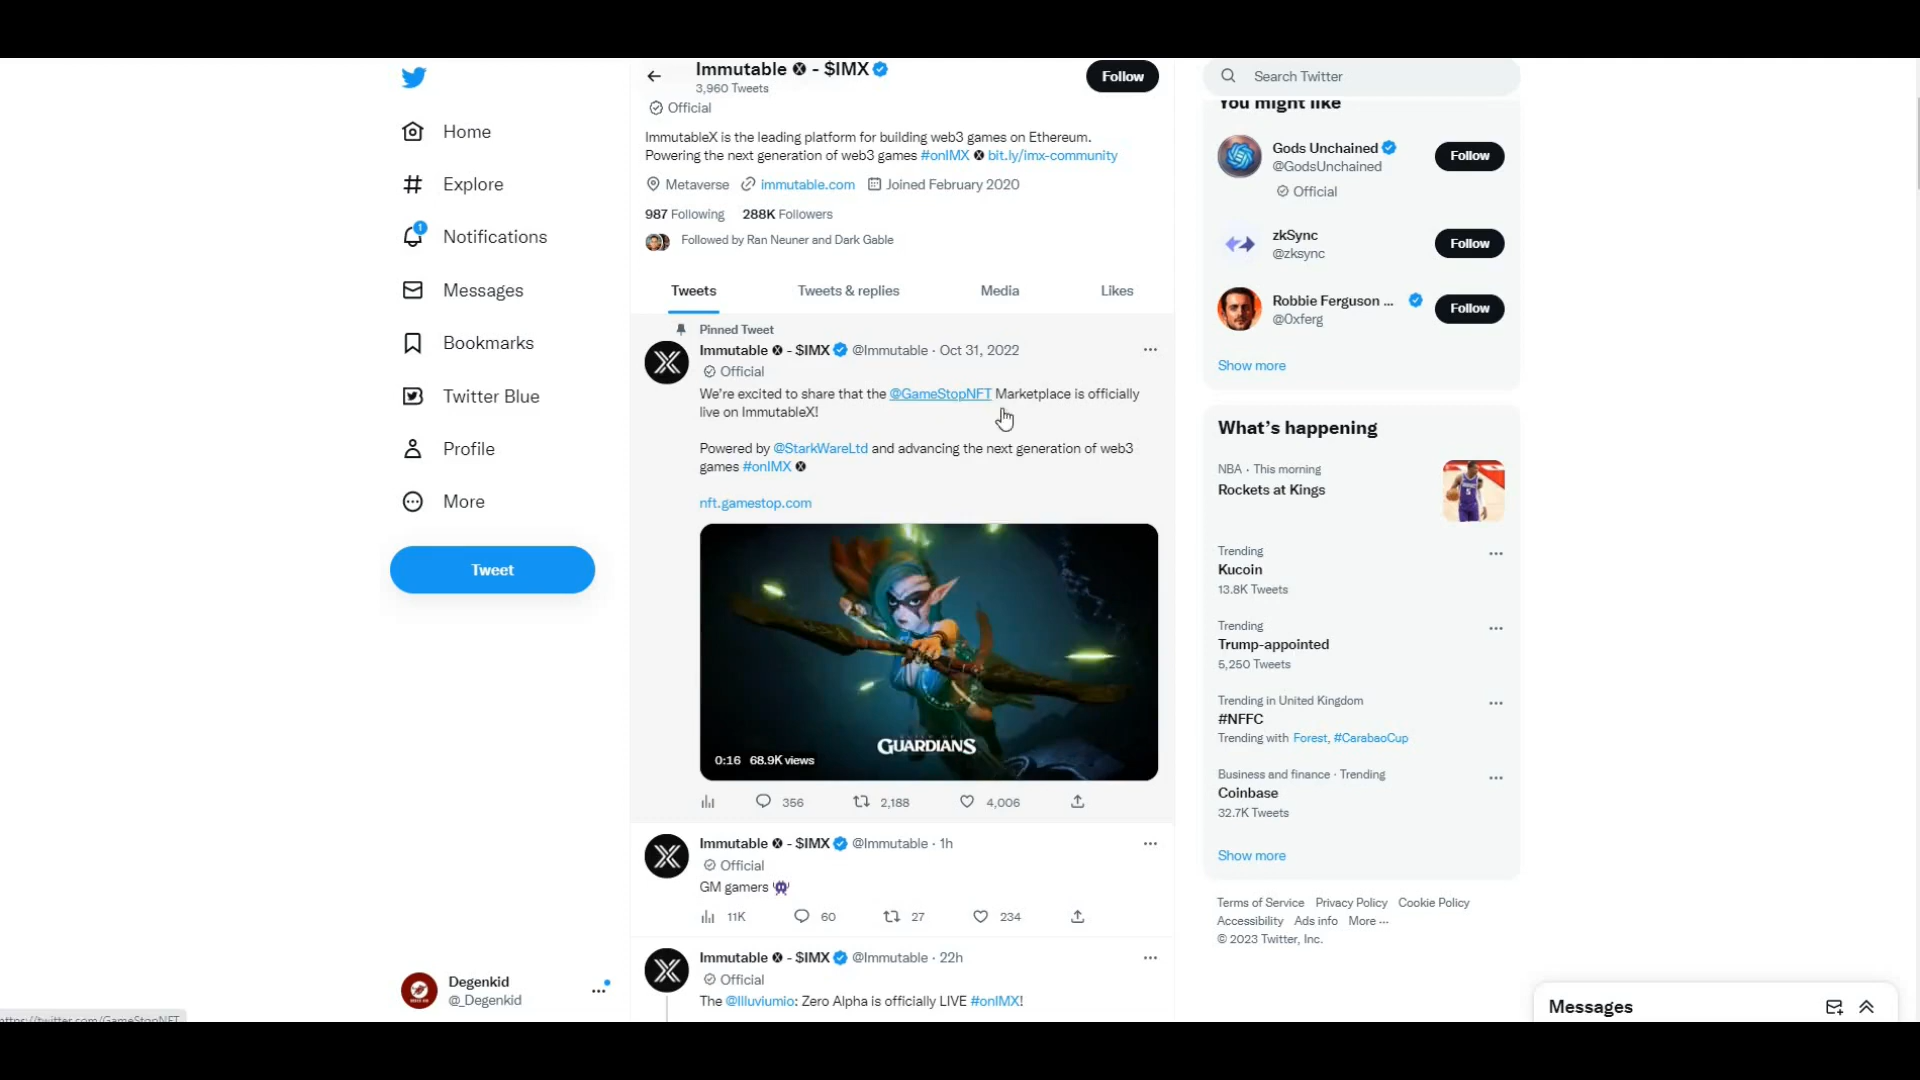 Home
Explore
1
Notifications
Messages
Bookmarks
Twitter Blue
Profile
More
Tweet
Degenkid
@_Degenkid
https://twitter.com/GameStopNFT
Immutable - $IMX
3,960 Tweets
Follow
Official
ImmutableX is the leading platform for building web3 games on Ethereum.
Powering the next generation of web3 games #onIMX bit.ly/imx-community
Metaverse immutable.com Joined February 2020
987 Following 288K Followers
Followed by Ran Neuner and Dark Gable
Tweets Tweets & replies Media Likes
Pinned Tweet
Immutable - $IMX @Immutable · Oct 31, 2022
Official
We're excited to share that the @GameStopNFT Marketplace is officially
live on ImmutableX!
Powered by @StarkWareLtd and advancing the next generation of web3
games #onIMX
nft.gamestop.com
GUARDIANS
0:16 68.9K views
356 2,188 4,006
Immutable - $IMX @Immutable · 1h
Official
GM gamers
11K 60 27 234
Immutable - $IMX @Immutable · 22h
Official
The @Illuviumio: Zero Alpha is officially LIVE #onIMX!
Search Twitter
You might like
Gods Unchained
@GodsUnchained
Official
Follow
zkSync
@zksync
Follow
Robbie Ferguson ...
@0xferg
Follow
Show more
What's happening
NBA · This morning
Rockets at Kings
Trending
Kucoin
13.8K Tweets
Trending
Trump-appointed
5,250 Tweets
Trending in United Kingdom
#NFFC
Trending with Forest, #CarabaoCup
Business and finance · Trending
Coinbase
32.7K Tweets
Show more
Terms of Service Privacy Policy Cookie Policy
Accessibility Ads info More ···
© 2023 Twitter, Inc.
Messages